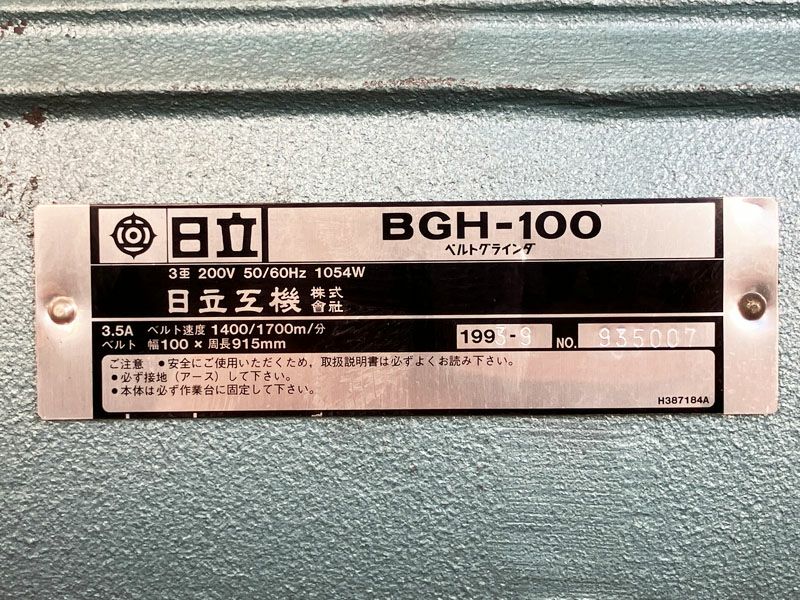 日立
BGH-100
ベルトグラインダ
3亜 200V 50/60Hz 1054W
日立工機 株式會社
3.5A ベルト速度 1400/1700m/分
ベルト 幅100×周長915mm
1993-9 NO. 935007
ご注意 ●安全にご使用いただくため,取扱説明書は必ずよくお読み下さい。
●必ず接地(アース)して下さい。
●本体は必ず作業台に固定して下さい。
H387184A